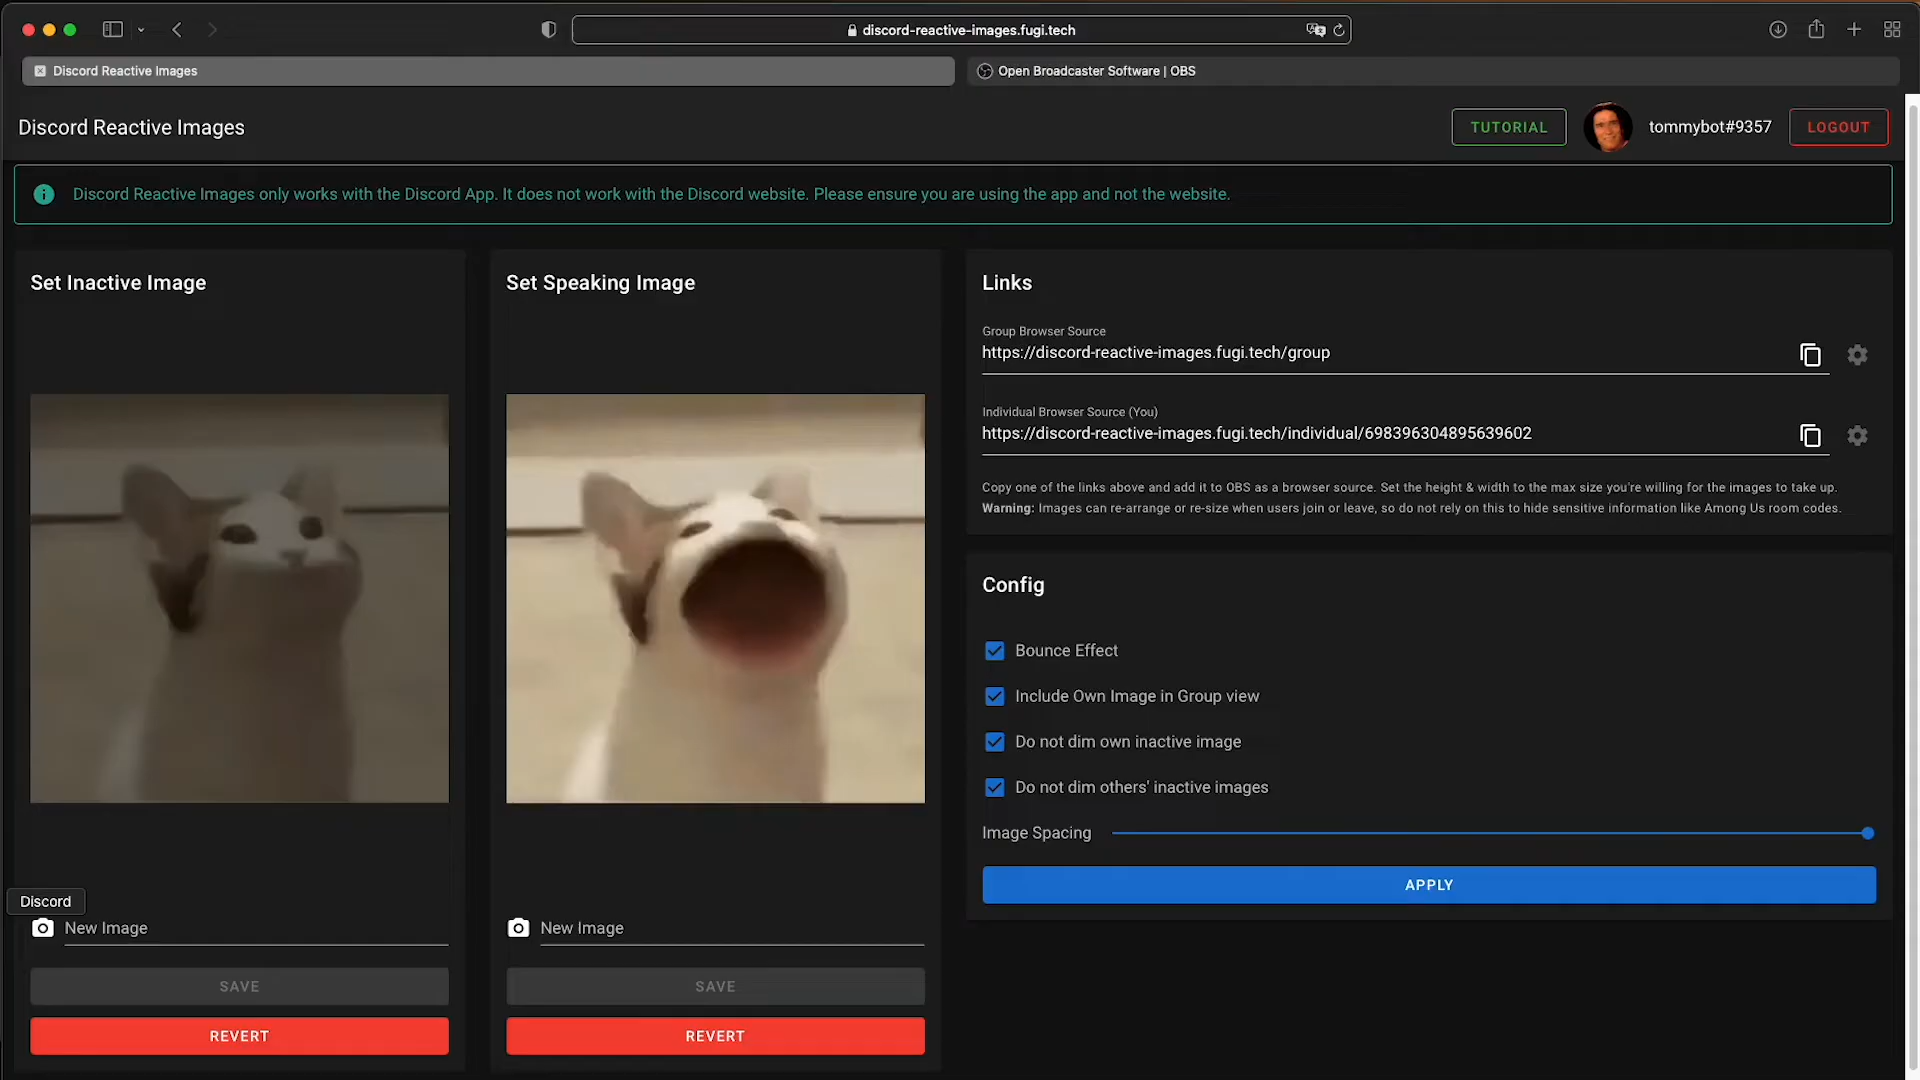 discord-reactive-images.fugi.tech
Discord Reactive Images
Open Broadcaster Software | OBS
Discord Reactive Images
TUTORIAL
tommybot#9357
LOGOUT
Discord Reactive Images only works with the Discord App. It does not work with the Discord website. Please ensure you are using the app and not the website.
Set Inactive Image
Set Speaking Image
Links
Group Browser Source
https://discord-reactive-images.fugi.tech/group
Individual Browser Source (You)
https://discord-reactive-images.fugi.tech/individual/698396304895639602
Copy one of the links above and add it to OBS as a browser source. Set the height & width to the max size you're willing for the images to take up.
Warning: Images can re-arrange or re-size when users join or leave, so do not rely on this to hide sensitive information like Among Us room codes.
Config
Bounce Effect
Include Own Image in Group view
Do not dim own inactive image
Do not dim others' inactive images
Image Spacing
APPLY
Discord
New Image
New Image
SAVE
SAVE
REVERT
REVERT